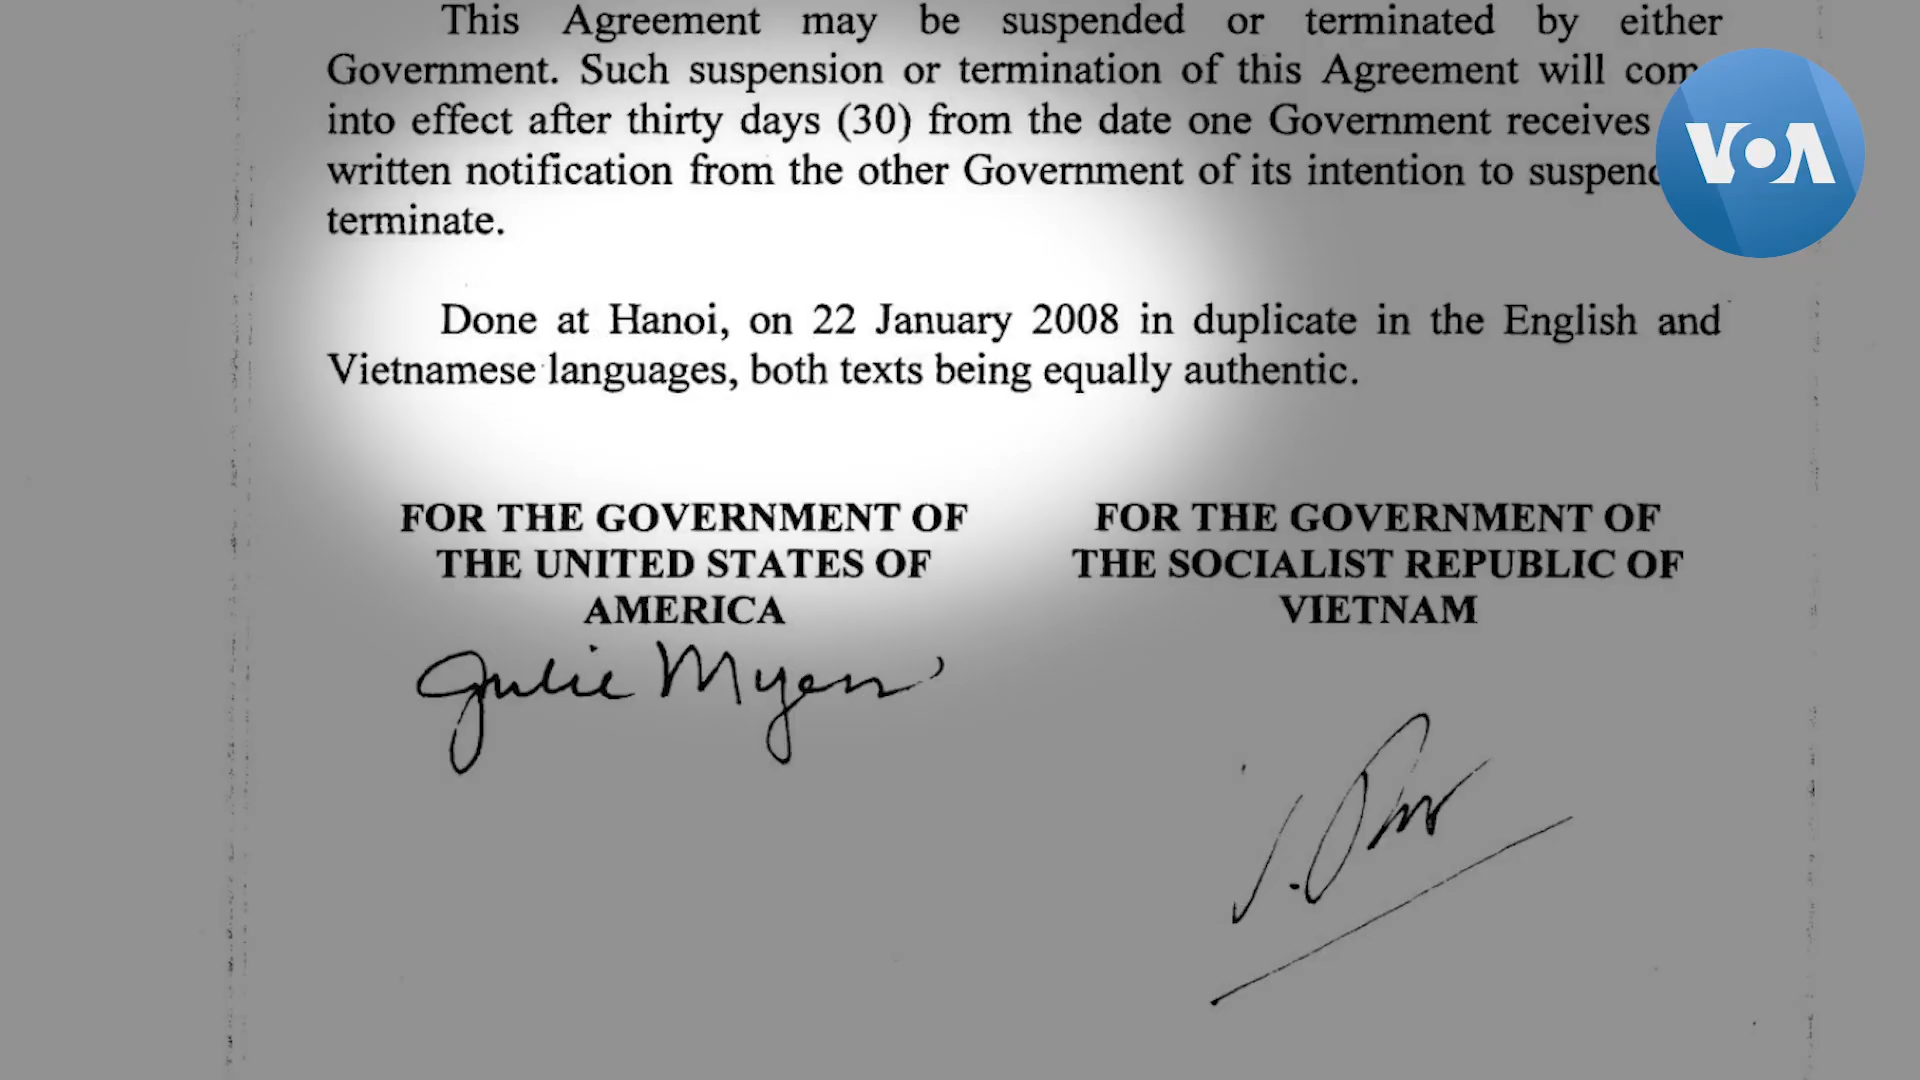 This Agreement may be suspended or terminated by either
Government. Such suspension or termination of this Agreement will com
into effect after thirty days (30) from the date one Government receives
written notification from the other Government of its intention to suspend
terminate.
Done at Hanoi, on 22 January 2008 in duplicate in the English and
Vietnamese languages, both texts being equally authentic.
FOR THE GOVERNMENT OF
THE UNITED STATES OF
AMERICA
Julie Myers
FOR THE GOVERNMENT OF
THE SOCIALIST REPUBLIC OF
VIETNAM
VOA